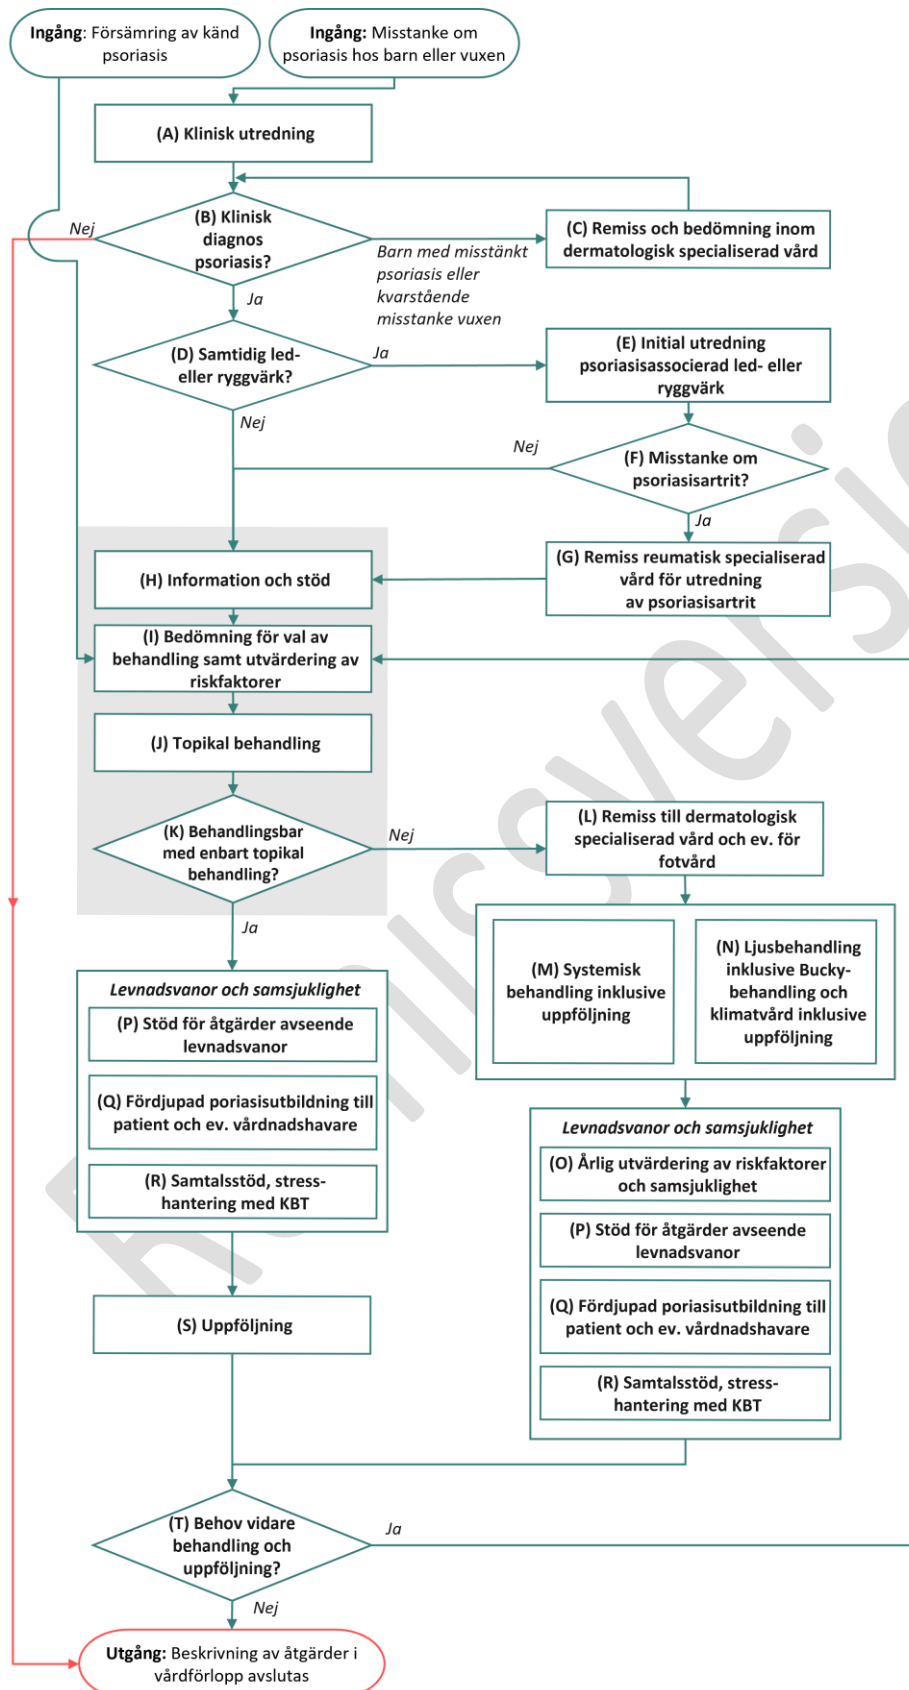 Ingång: Försämring av känd
psoriasis
Ingång: Misstanke om
psoriasis hos barn eller vuxen
(A) Klinisk utredning
(B) Klinisk
diagnos
psoriasis?
Nej
Barn med misstänkt
psoriasis eller
kvarstående
misstanke vuxen
(C) Remiss och bedömning inom
dermatologisk specialiserad vård
Ja
(D) Samtidig led-
eller ryggvärk?
Ja
(E) Initial utredning
psoriasisassocierad led- eller
ryggvärk
Nej
Nej
(F) Misstanke om
psoriasisartrit?
Ja
(G) Remiss reumatisk specialiserad
vård för utredning
av psoriasisartrit
(H) Information och stöd
(I) Bedömning för val av
behandling samt utvärdering av
riskfaktorer
(J) Topikal behandling
(K) Behandlingsbar
med enbart topikal
behandling?
Nej
(L) Remiss till dermatologisk
specialiserad vård och ev. för
fotvård
Ja
(M) Systemisk
behandling inklusive
uppföljning
(N) Ljusbehandling
inklusive Bucky-
behandling och
klimatvård inklusive
uppföljning
Levnadsvanor och samsjuklighet
(P) Stöd för åtgärder avseende
levnadsvanor
(Q) Fördjupad poriasisutbildning till
patient och ev. vårdnadshavare
(R) Samtalsstöd, stress-
hantering med KBT
Levnadsvanor och samsjuklighet
(O) Årlig utvärdering av riskfaktorer
och samsjuklighet
(P) Stöd för åtgärder avseende
levnadsvanor
(Q) Fördjupad poriasisutbildning till
patient och ev. vårdnadshavare
(R) Samtalsstöd, stress-
hantering med KBT
(S) Uppföljning
(T) Behov vidare
behandling och
uppföljning?
Ja
Nej
Utgång: Beskrivning av åtgärder i
vårdförlopp avslutas
Remissversio